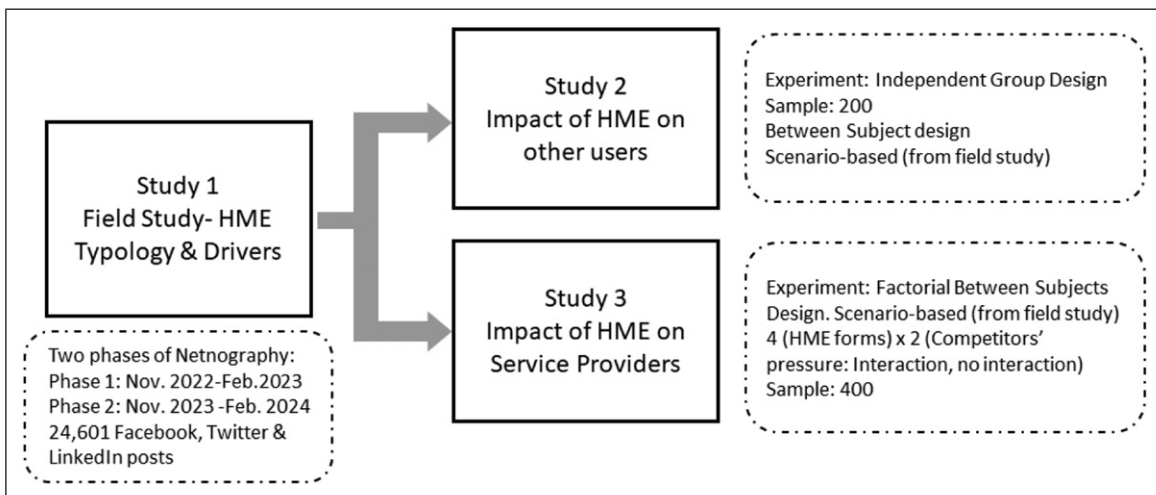 Study 1
Field Study- HME
Typology & Drivers
Two phases of Netnography:
Phase 1: Nov. 2022-Feb.2023
Phase 2: Nov. 2023 -Feb. 2024
24,601 Facebook, Twitter &
LinkedIn posts
Study 2
Impact of HME on
other users
Experiment: Independent Group Design
Sample: 200
Between Subject design
Scenario-based (from field study)
Study 3
Impact of HME on
Service Providers
Experiment: Factorial Between Subjects
Design. Scenario-based (from field study)
4 (HME forms) x 2 (Competitors’
pressure: Interaction, no interaction)
Sample: 400